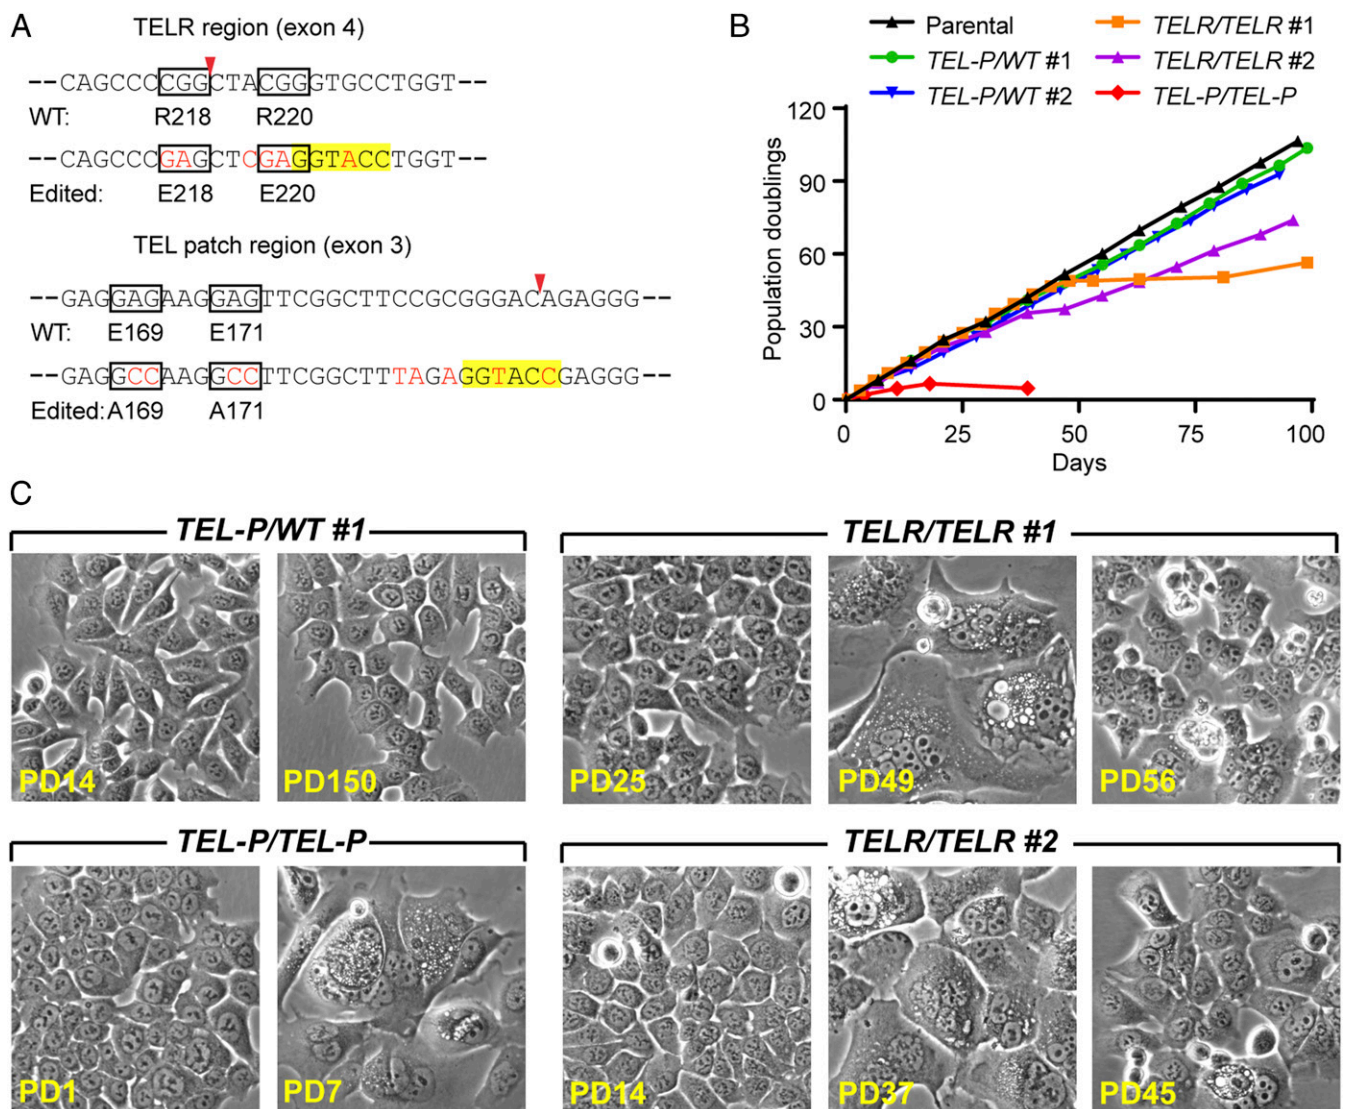 A
TELR region (exon 4)
--CAGCCCCGGCTACGGGTGCCTGGT--
WT: R218 R220
--CAGCCCGAGCTCGAGGGTACCTGGT--
Edited: E218 E220
TEL patch region (exon 3)
--GAGGAGAAGGAGTTCGGCTTCCGCGGGACAGAGGG--
WT: E169 E171
--GAGGCCAAGGCCTTCGGCTTTAGAGGTACCGAGGG--
Edited: A169 A171
B
Parental
TEL-P/WT #1
TEL-P/WT #2
TELR/TELR #1
TELR/TELR #2
TEL-P/TEL-P
Population doublings
120
90
60
30
0
0 25 50 75 100
Days
C
TEL-P/WT #1
PD14 PD150
TELR/TELR #1
PD25 PD49 PD56
TEL-P/TEL-P
PD1 PD7
TELR/TELR #2
PD14 PD37 PD45